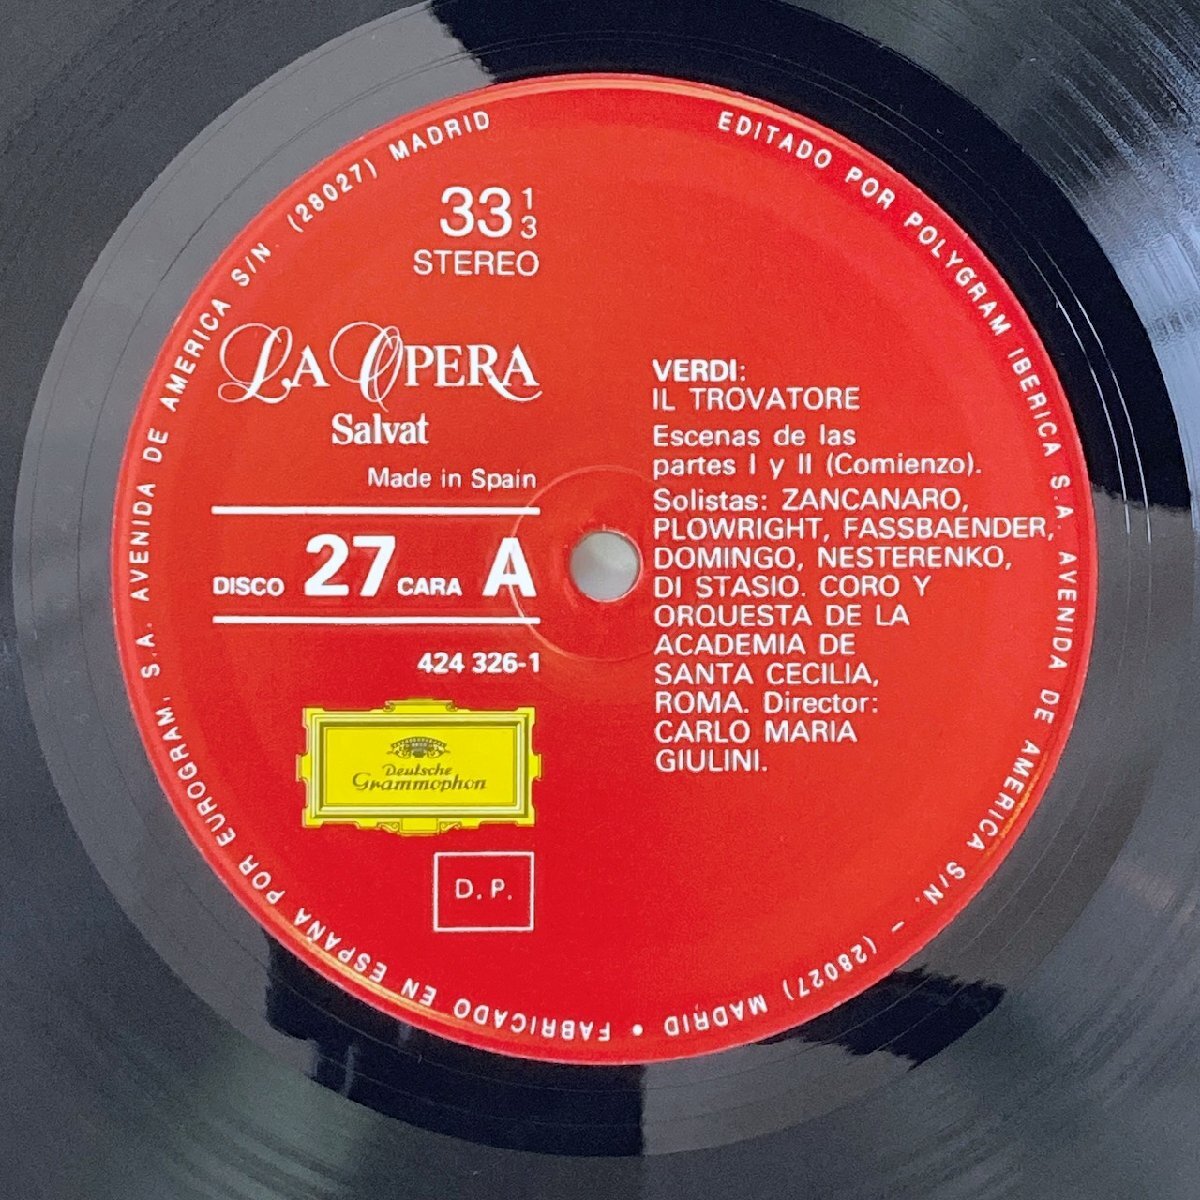 EDITADO POR POLYGRAM IBERICA S.A. AVENIDA DE AMERICA S/N. – (28027) MADRID • FABRICADO EN ESPAÑA POR EUROGRAM, S.A. AVENIDA DE AMERICA S/N. (28027) MADRID
33 1/3
STEREO
LA OPERA
Salvat
Made in Spain
DISCO 27 CARA A
424 326-1
Deutsche
Grammophon
D.P.
VERDI:
IL TROVATORE
Escenas de las
partes I y II (Comienzo).
Solistas: ZANCANARO,
PLOWRIGHT, FASSBAENDER,
DOMINGO, NESTERENKO,
DI STASIO. CORO Y
ORQUESTA DE LA
ACADEMIA DE
SANTA CECILIA,
ROMA. Director:
CARLO MARIA
GIULINI.